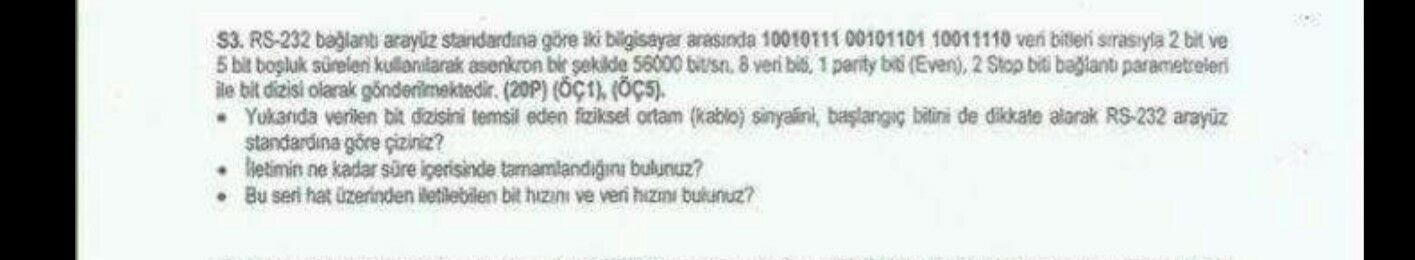 S3. RS-232 bağlantı arayüz standardına göre iki bilgisayar arasında 10010111 00101101 10011110 veri bitleri sırasıyla 2 bit ve
5 bit boşluk süreleri kullanılarak asenkron bir şekilde 56000 bit/sn, 8 veri biti, 1 parity biti (Even), 2 Stop biti bağlantı parametreleri
ile bit dizisi olarak gönderilmektedir. (20P) (ÖÇ1), (ÖÇ5).
• Yukarıda verilen bit dizisini temsil eden fiziksel ortam (kablo) sinyalini, başlangıç bitini de dikkate alarak RS-232 arayüz
standardına göre çiziniz?
• İletimin ne kadar süre içerisinde tamamlandığını bulunuz?
• Bu seri hat üzerinden iletilebilen bit hızını ve veri hızını bulunuz?